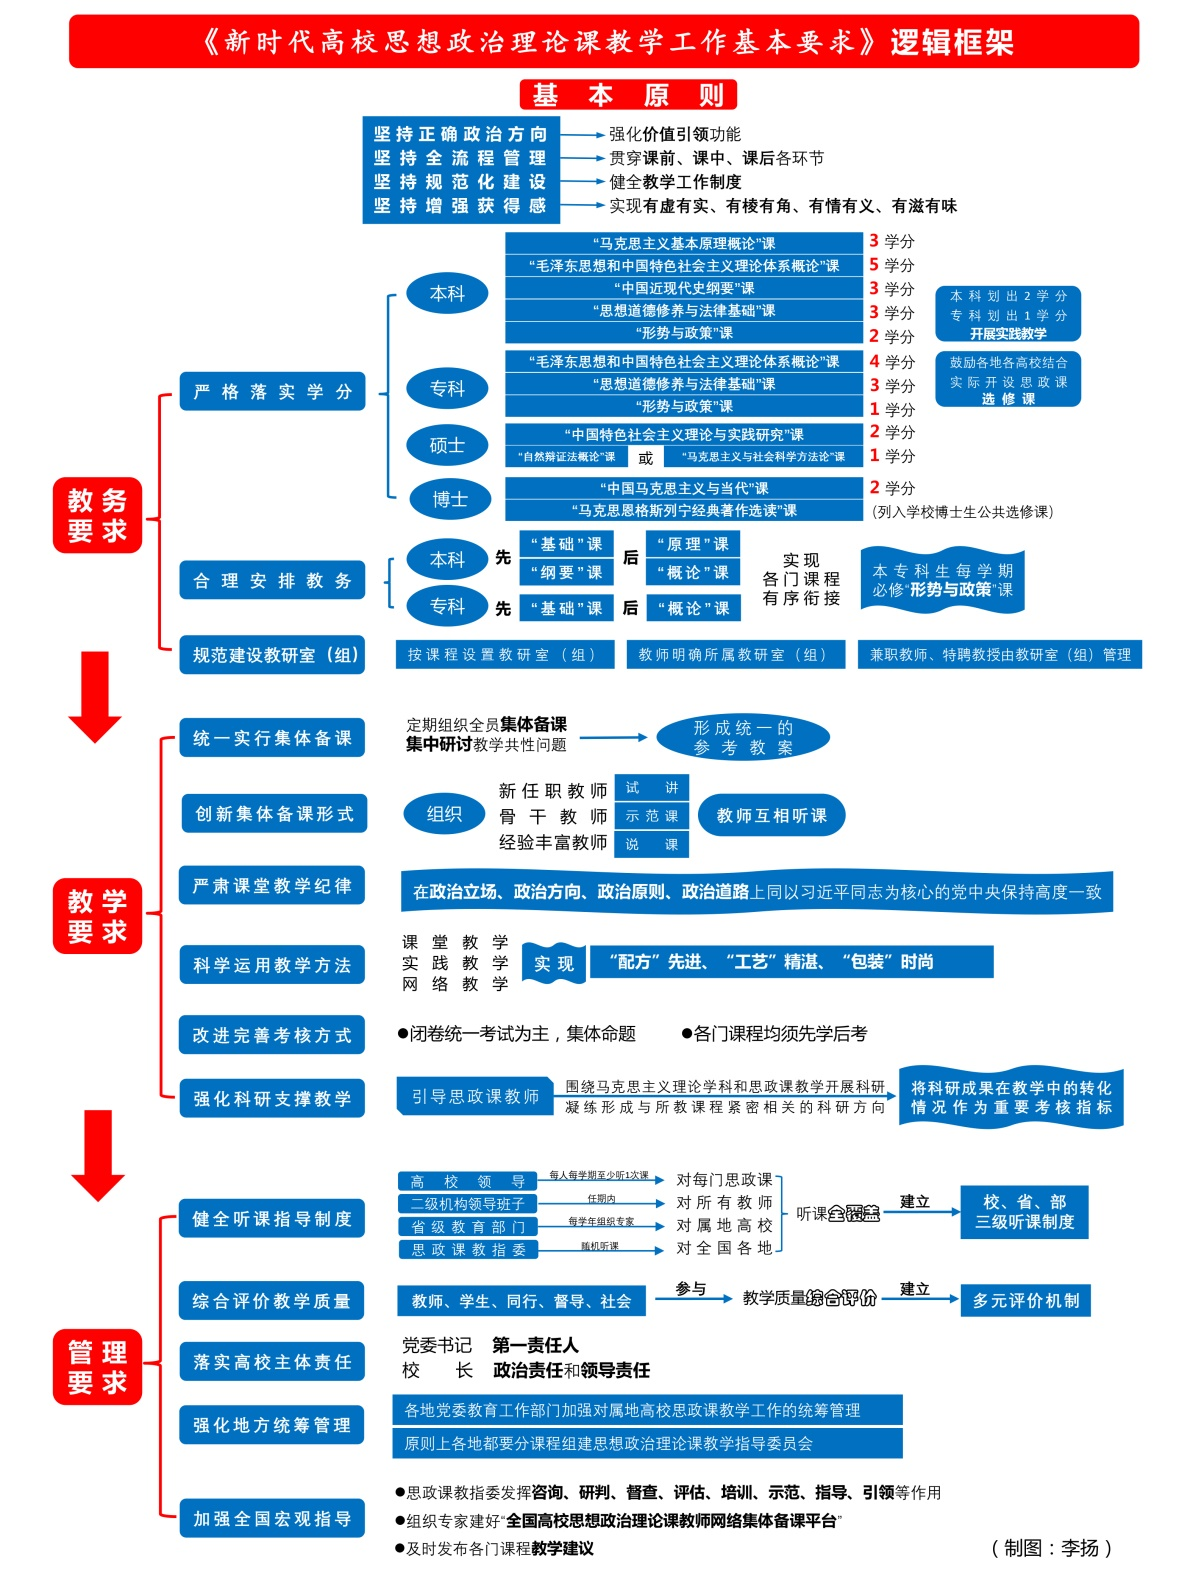 《新时代高校思想政治理论课教学工作基本要求》逻辑框架
基本原则
坚持正确政治方向 强化价值引领功能
坚持全流程管理 贯穿课前、课中、课后各环节
坚持规范化建设 健全教学工作制度
坚持增强获得感 实现有虚有实、有棱有角、有情有义、有滋有味
教务
要求
严格落实学分
本科
“马克思主义基本原理概论”课 3 学分
“毛泽东思想和中国特色社会主义理论体系概论”课 5 学分
“中国近现代史纲要”课 3 学分
“思想道德修养与法律基础”课 3 学分
“形势与政策”课 2 学分
本科划出2学分
专科划出1学分
开展实践教学
专科
“毛泽东思想和中国特色社会主义理论体系概论”课 4 学分
“思想道德修养与法律基础”课 3 学分
“形势与政策”课 1 学分
鼓励各地各高校结合
实际开设思政课
选修课
硕士
“中国特色社会主义理论与实践研究”课 2 学分
“自然辩证法概论”课 或 “马克思主义与社会科学方法论”课 1 学分
博士
“中国马克思主义与当代”课 2 学分
“马克思恩格斯列宁经典著作选读”课 (列入学校博士生公共选修课)
合理安排教务
本科 先 “基础”课 后 “原理”课
“纲要”课 “概论”课
专科 先 “基础”课 后 “概论”课
实现
各门课程
有序衔接
本专科生每学期
必修“形势与政策”课
规范建设教研室（组） 按课程设置教研室（组） 教师明确所属教研室（组） 兼职教师、特聘教授由教研室（组）管理
教学
要求
统一实行集体备课
定期组织全员集体备课
集中研讨教学共性问题
形成统一的
参考教案
创新集体备课形式
组织
新任职教师 试讲
骨干教师 示范课
经验丰富教师 说课
教师互相听课
严肃课堂教学纪律
在政治立场、政治方向、政治原则、政治道路上同以习近平同志为核心的党中央保持高度一致
科学运用教学方法
课堂教学
实践教学
网络教学
实现
“配方”先进、“工艺”精湛、“包装”时尚
改进完善考核方式
●闭卷统一考试为主，集体命题 ●各门课程均须先学后考
强化科研支撑教学
引导思政课教师
围绕马克思主义理论学科和思政课教学开展科研
凝练形成与所教课程紧密相关的科研方向
将科研成果在教学中的转化
情况作为重要考核指标
管理
要求
健全听课指导制度
高校领导 每人每学期至少听1次课 对每门思政课
二级机构领导班子 任期内 对所有教师
省级教育部门 每学年组织专家 对属地高校
思政课教指委 随机听课 对全国各地
听课全覆盖
建立
校、省、部
三级听课制度
综合评价教学质量
教师、学生、同行、督导、社会 参与 教学质量综合评价 建立 多元评价机制
落实高校主体责任
党委书记 第一责任人
校长 政治责任和领导责任
强化地方统筹管理
各地党委教育工作部门加强对属地高校思政课教学工作的统筹管理
原则上各地都要分课程组建思想政治理论课教学指导委员会
加强全国宏观指导
●思政课教指委发挥咨询、研判、督查、评估、培训、示范、指导、引领等作用
●组织专家建好“全国高校思想政治理论课教师网络集体备课平台”
●及时发布各门课程教学建议
（制图：李扬）